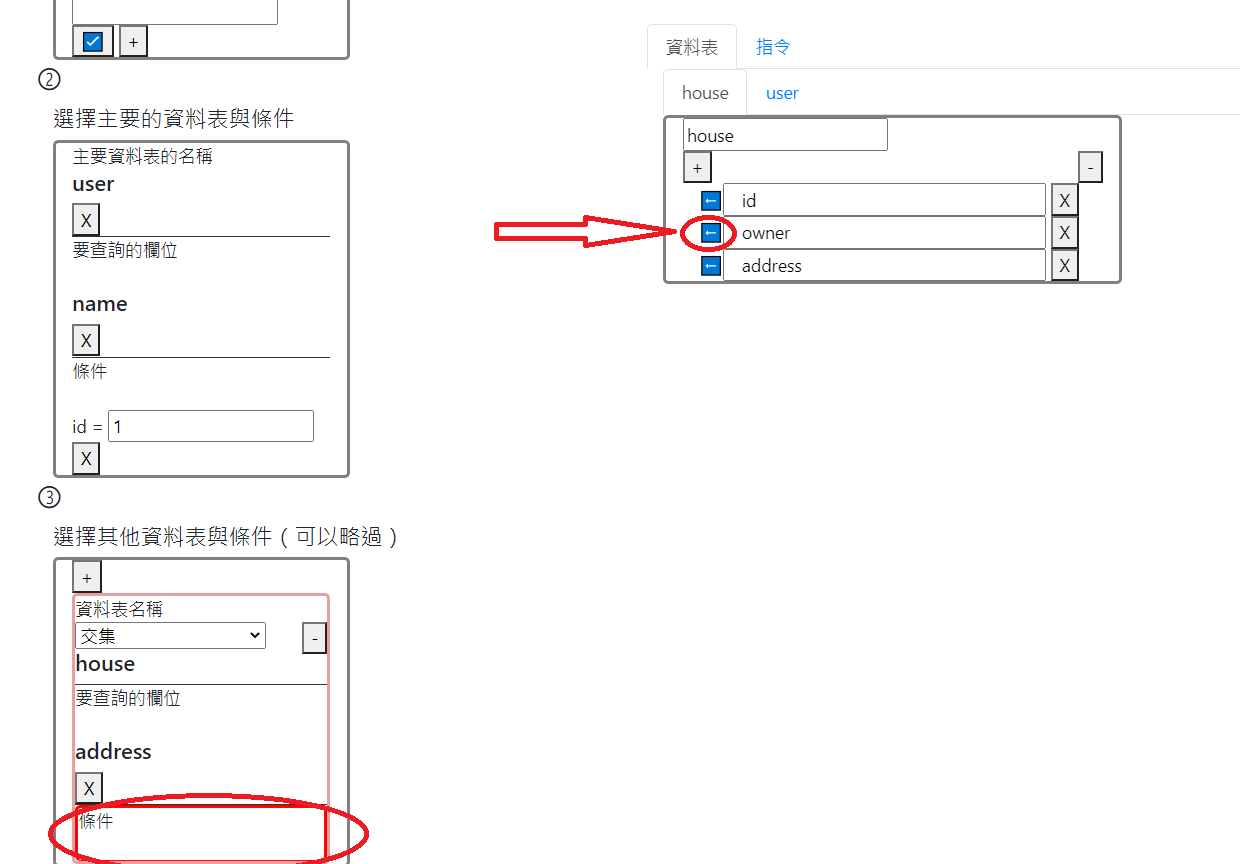 +
②
選擇主要的資料表與條件
主要資料表的名稱
user
X
要查詢的欄位
name
X
條件
id = 1
X
③
選擇其他資料表與條件 ( 可以略過 )
+
資料表名稱
交集
-
house
要查詢的欄位
address
X
條件
資料表 指令
house user
house
+ -
← id X
← owner X
← address X